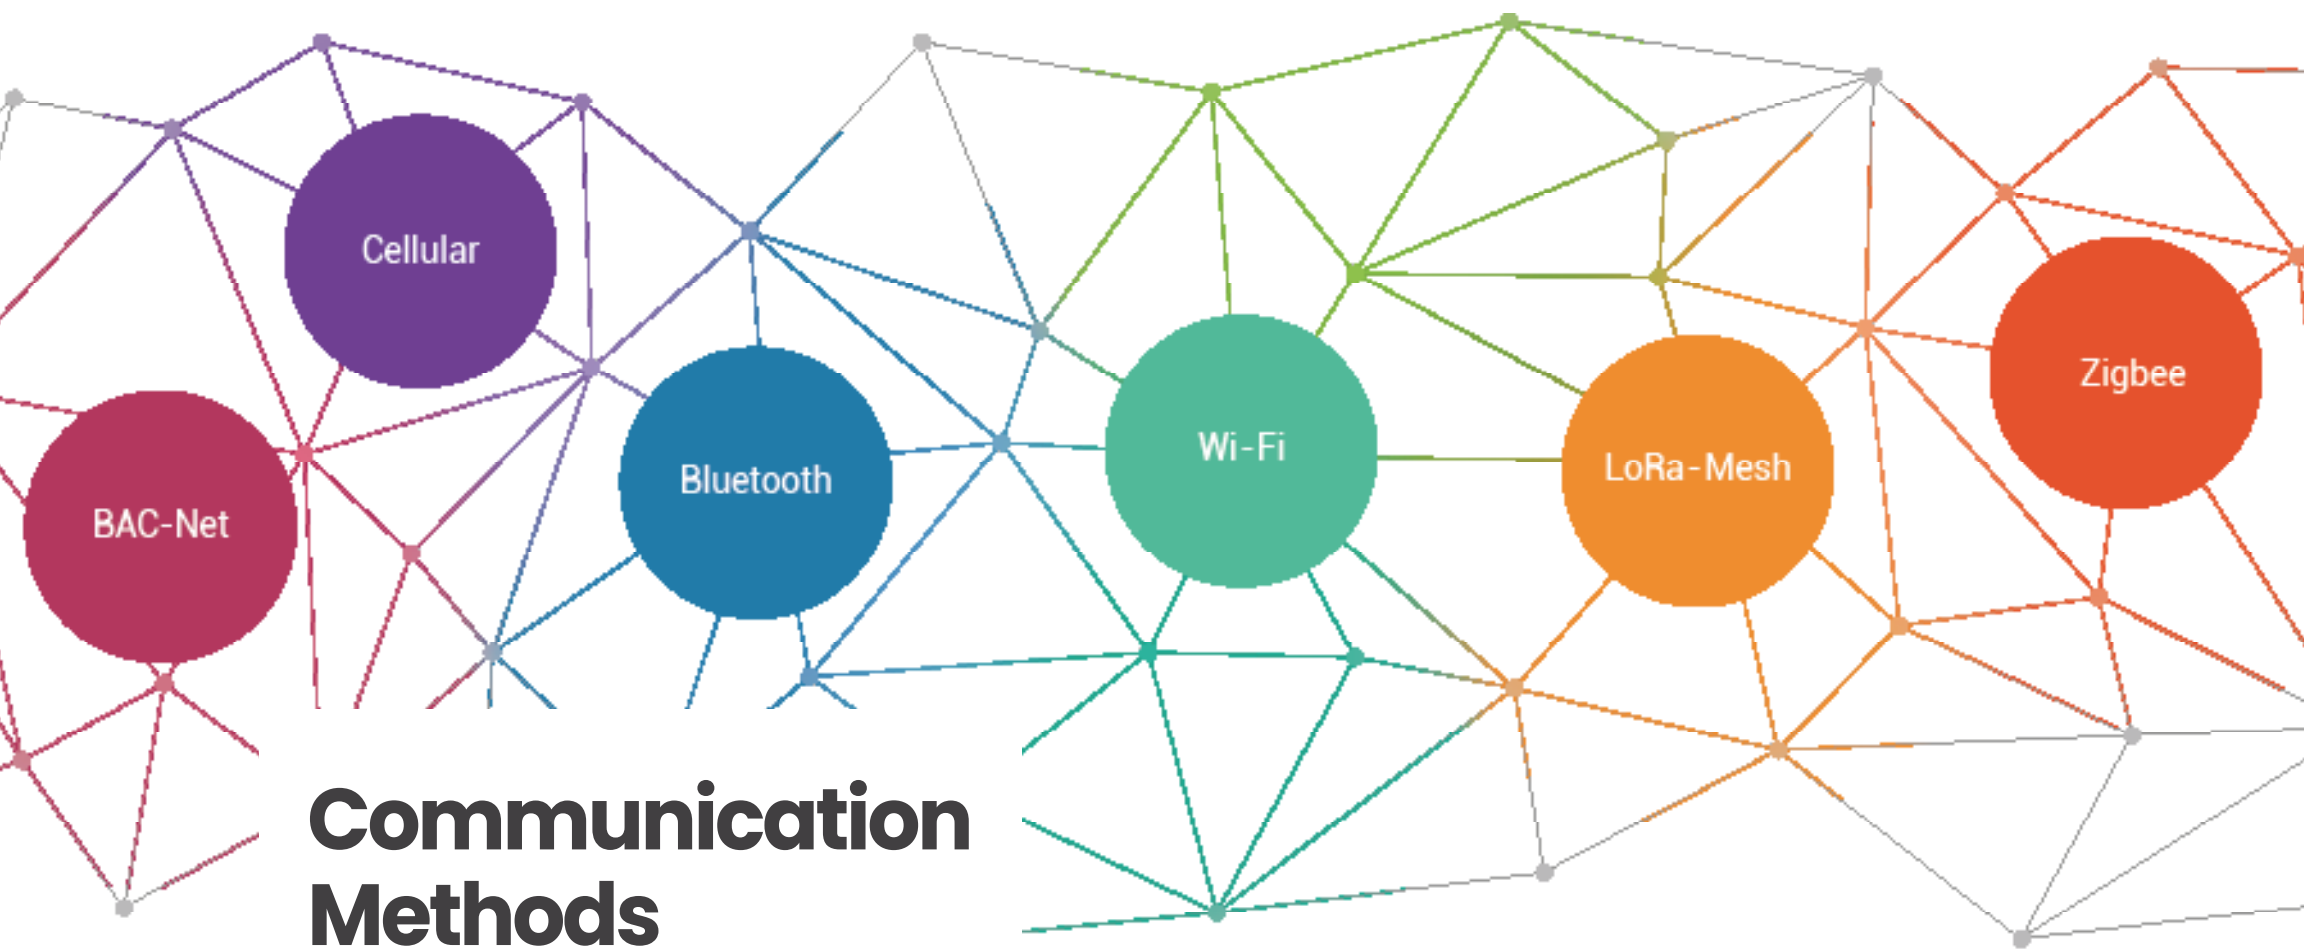 Cellular
BAC-Net
Bluetooth
Wi-Fi
LoRa-Mesh
Zigbee
Communication
Methods